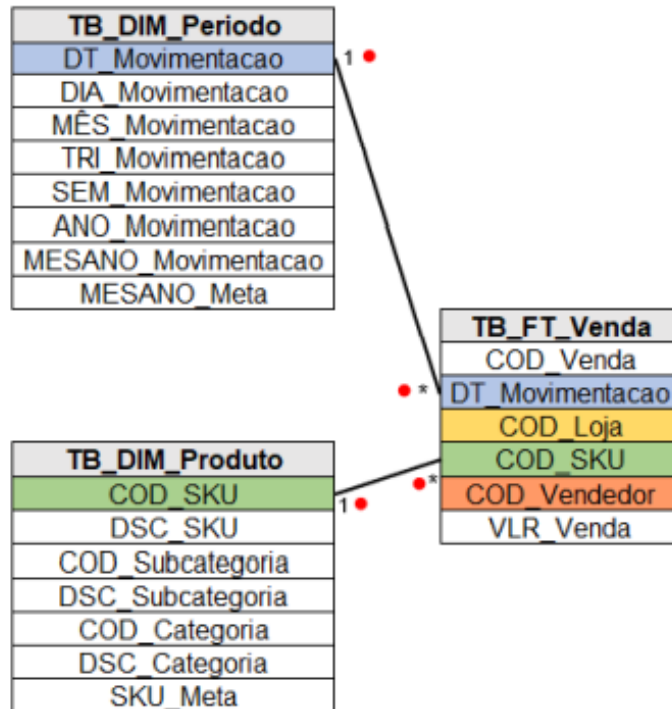 TB_DIM_Periodo
DT_Movimentacao
1
DIA_Movimentacao
MÊS_Movimentacao
TRI_Movimentacao
SEM_Movimentacao
ANO_Movimentacao
MESANO_Movimentacao
MESANO_Meta
TB_FT_Venda
COD_Venda
* DT_Movimentacao
COD_Loja
COD_SKU
* COD_Vendedor
VLR_Venda
TB_DIM_Produto
COD_SKU
1
DSC_SKU
COD_Subcategoria
DSC_Subcategoria
COD_Categoria
DSC_Categoria
SKU_Meta